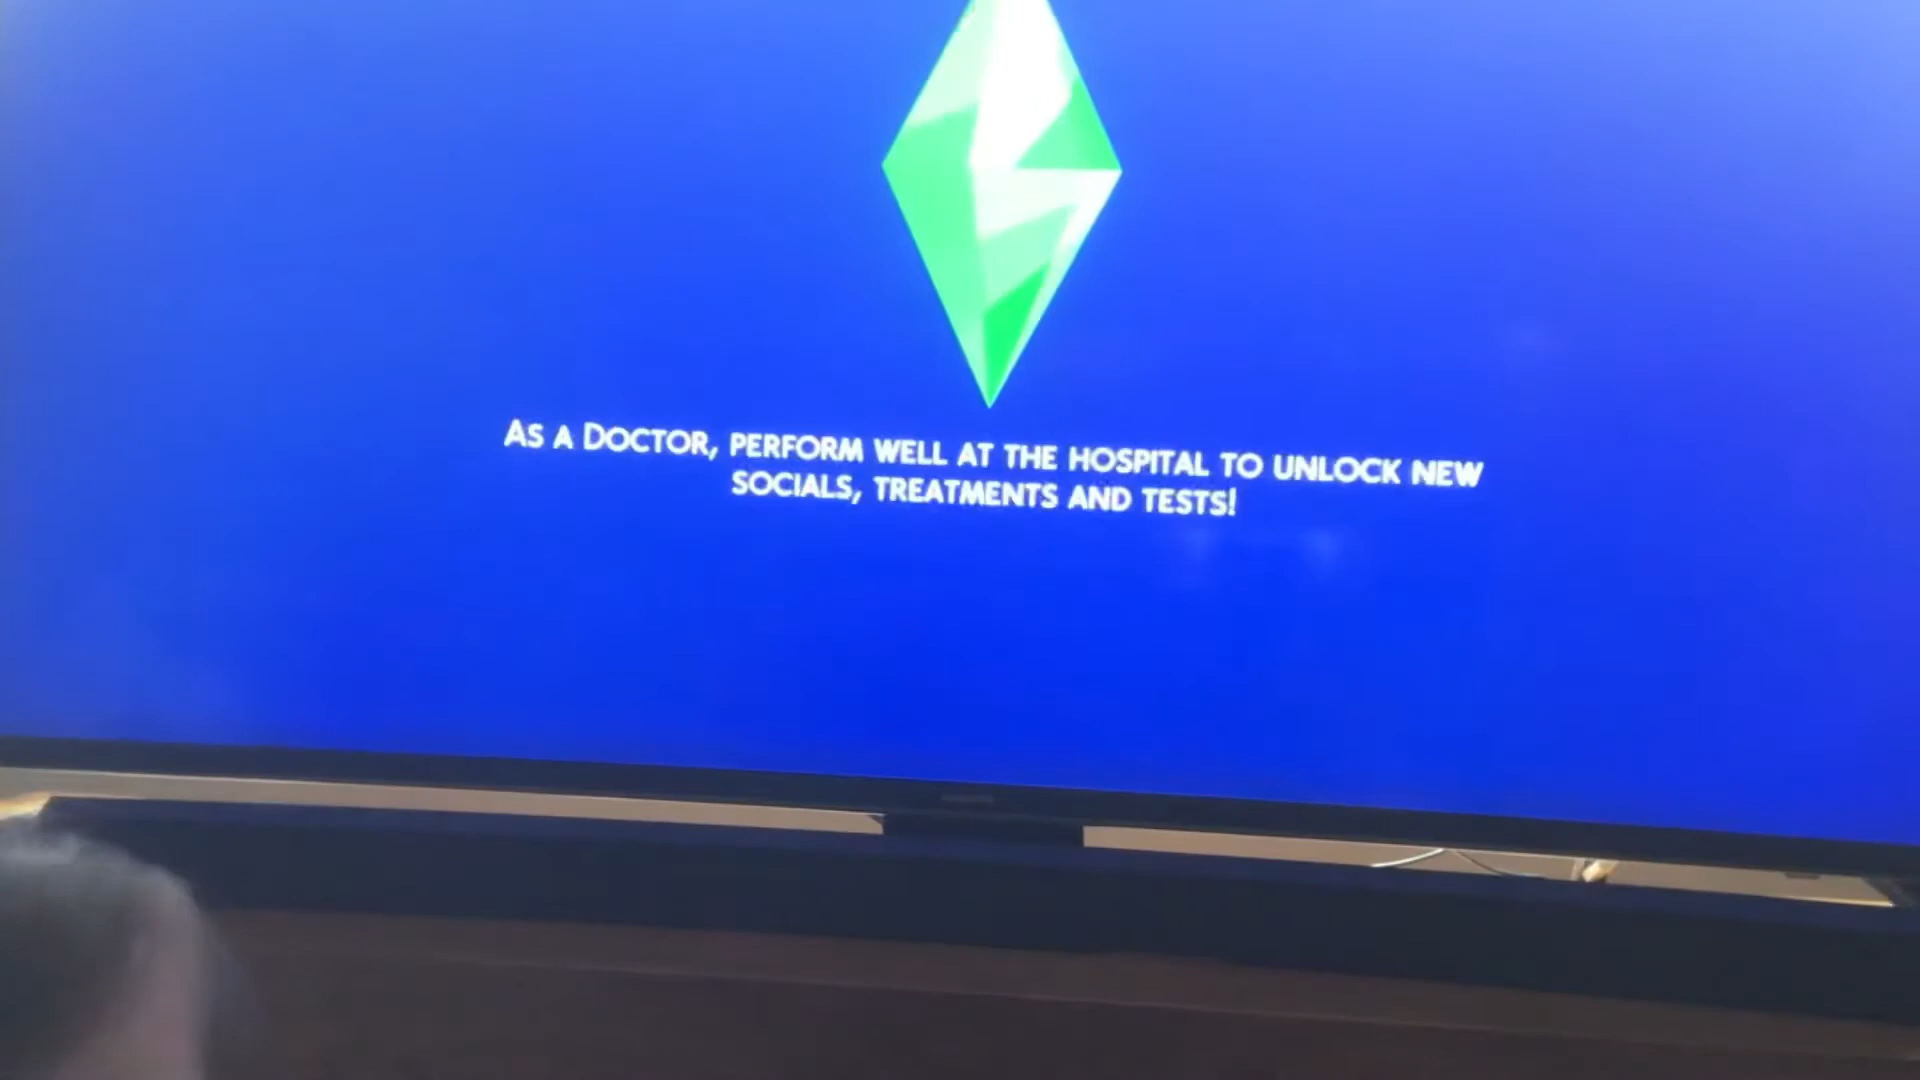 As a Doctor, perform well at the hospital to unlock new
socials, treatments and tests!